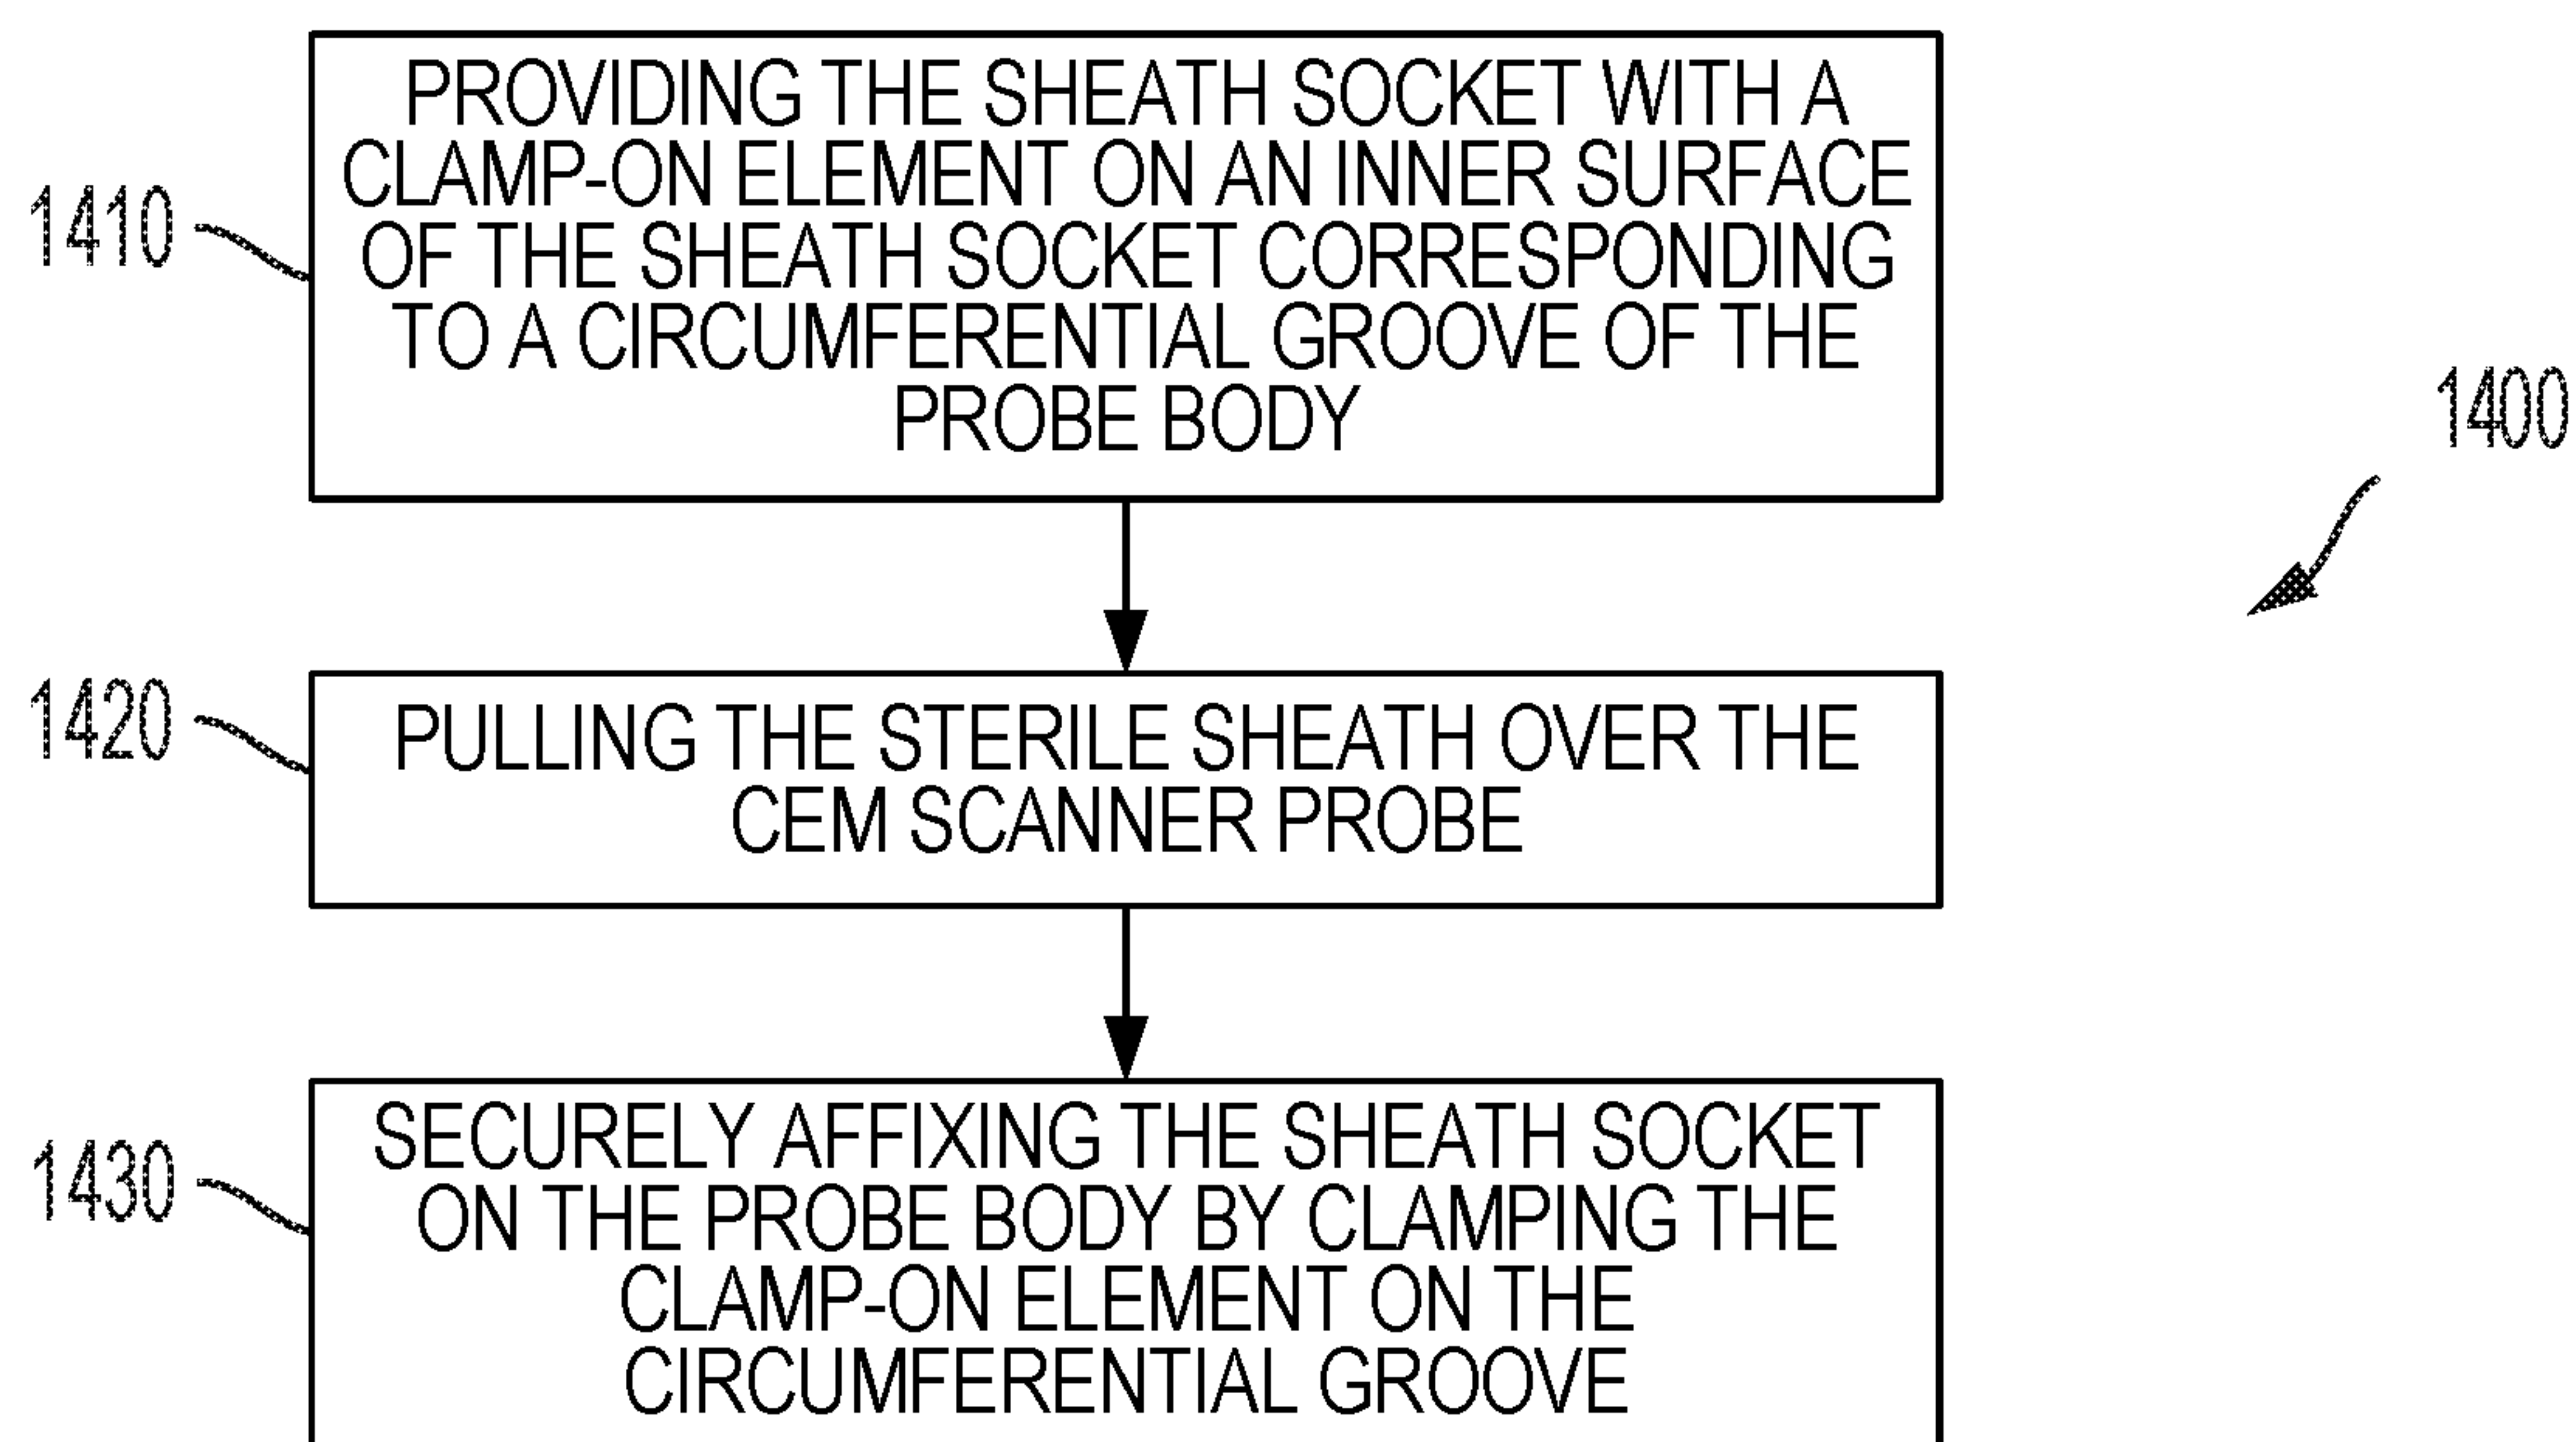 PROVIDING THE SHEATH SOCKET WITH A
CLAMP-ON ELEMENT ON AN INNER SURFACE
OF THE SHEATH SOCKET CORRESPONDING
TO A CIRCUMFERENTIAL GROOVE OF THE
PROBE BODY
1410
1400
PULLING THE STERILE SHEATH OVER THE
CEM SCANNER PROBE
1420
SECURELY AFFIXING THE SHEATH SOCKET
ON THE PROBE BODY BY CLAMPING THE
CLAMP-ON ELEMENT ON THE
CIRCUMFERENTIAL GROOVE
1430